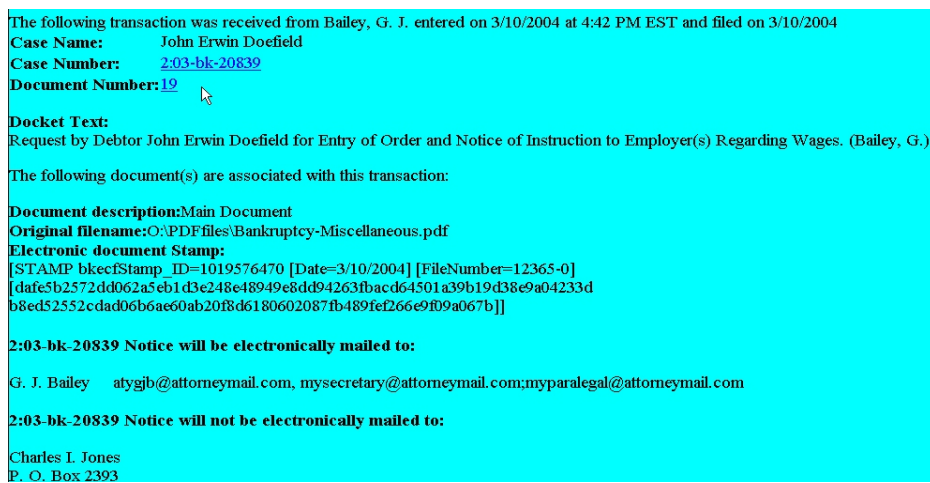 The following transaction was received from Bailey, G. J. entered on 3/10/2004 at 4:42 PM EST and filed on 3/10/2004
Case Name: John Erwin Doefield
Case Number: 2:03-bk-20839
Document Number: 19
Docket Text:
Request by Debtor John Erwin Doefield for Entry of Order and Notice of Instruction to Employer(s) Regarding Wages. (Bailey, G.)
The following document(s) are associated with this transaction:
Document description:Main Document
Original filename:O:\PDFfiles\Bankruptcy-Miscellaneous.pdf
Electronic document Stamp:
[STAMP bkecfStamp_ID=1019576470 [Date=3/10/2004] [FileNumber=12365-0]
[dafe5b2572dd062a5eb1d3e248e48949e8dd94263fbacd64501a39b19d38e9a04233d
b8ed52552cdad06b6ae60ab20f8d6180602087fb489fef266e9f09a067b]]
2:03-bk-20839 Notice will be electronically mailed to:
G. J. Bailey atygjb@attorneymail.com, mysecretary@attorneymail.com;myparalegal@attorneymail.com
2:03-bk-20839 Notice will not be electronically mailed to:
Charles I. Jones
P. O. Box 2393